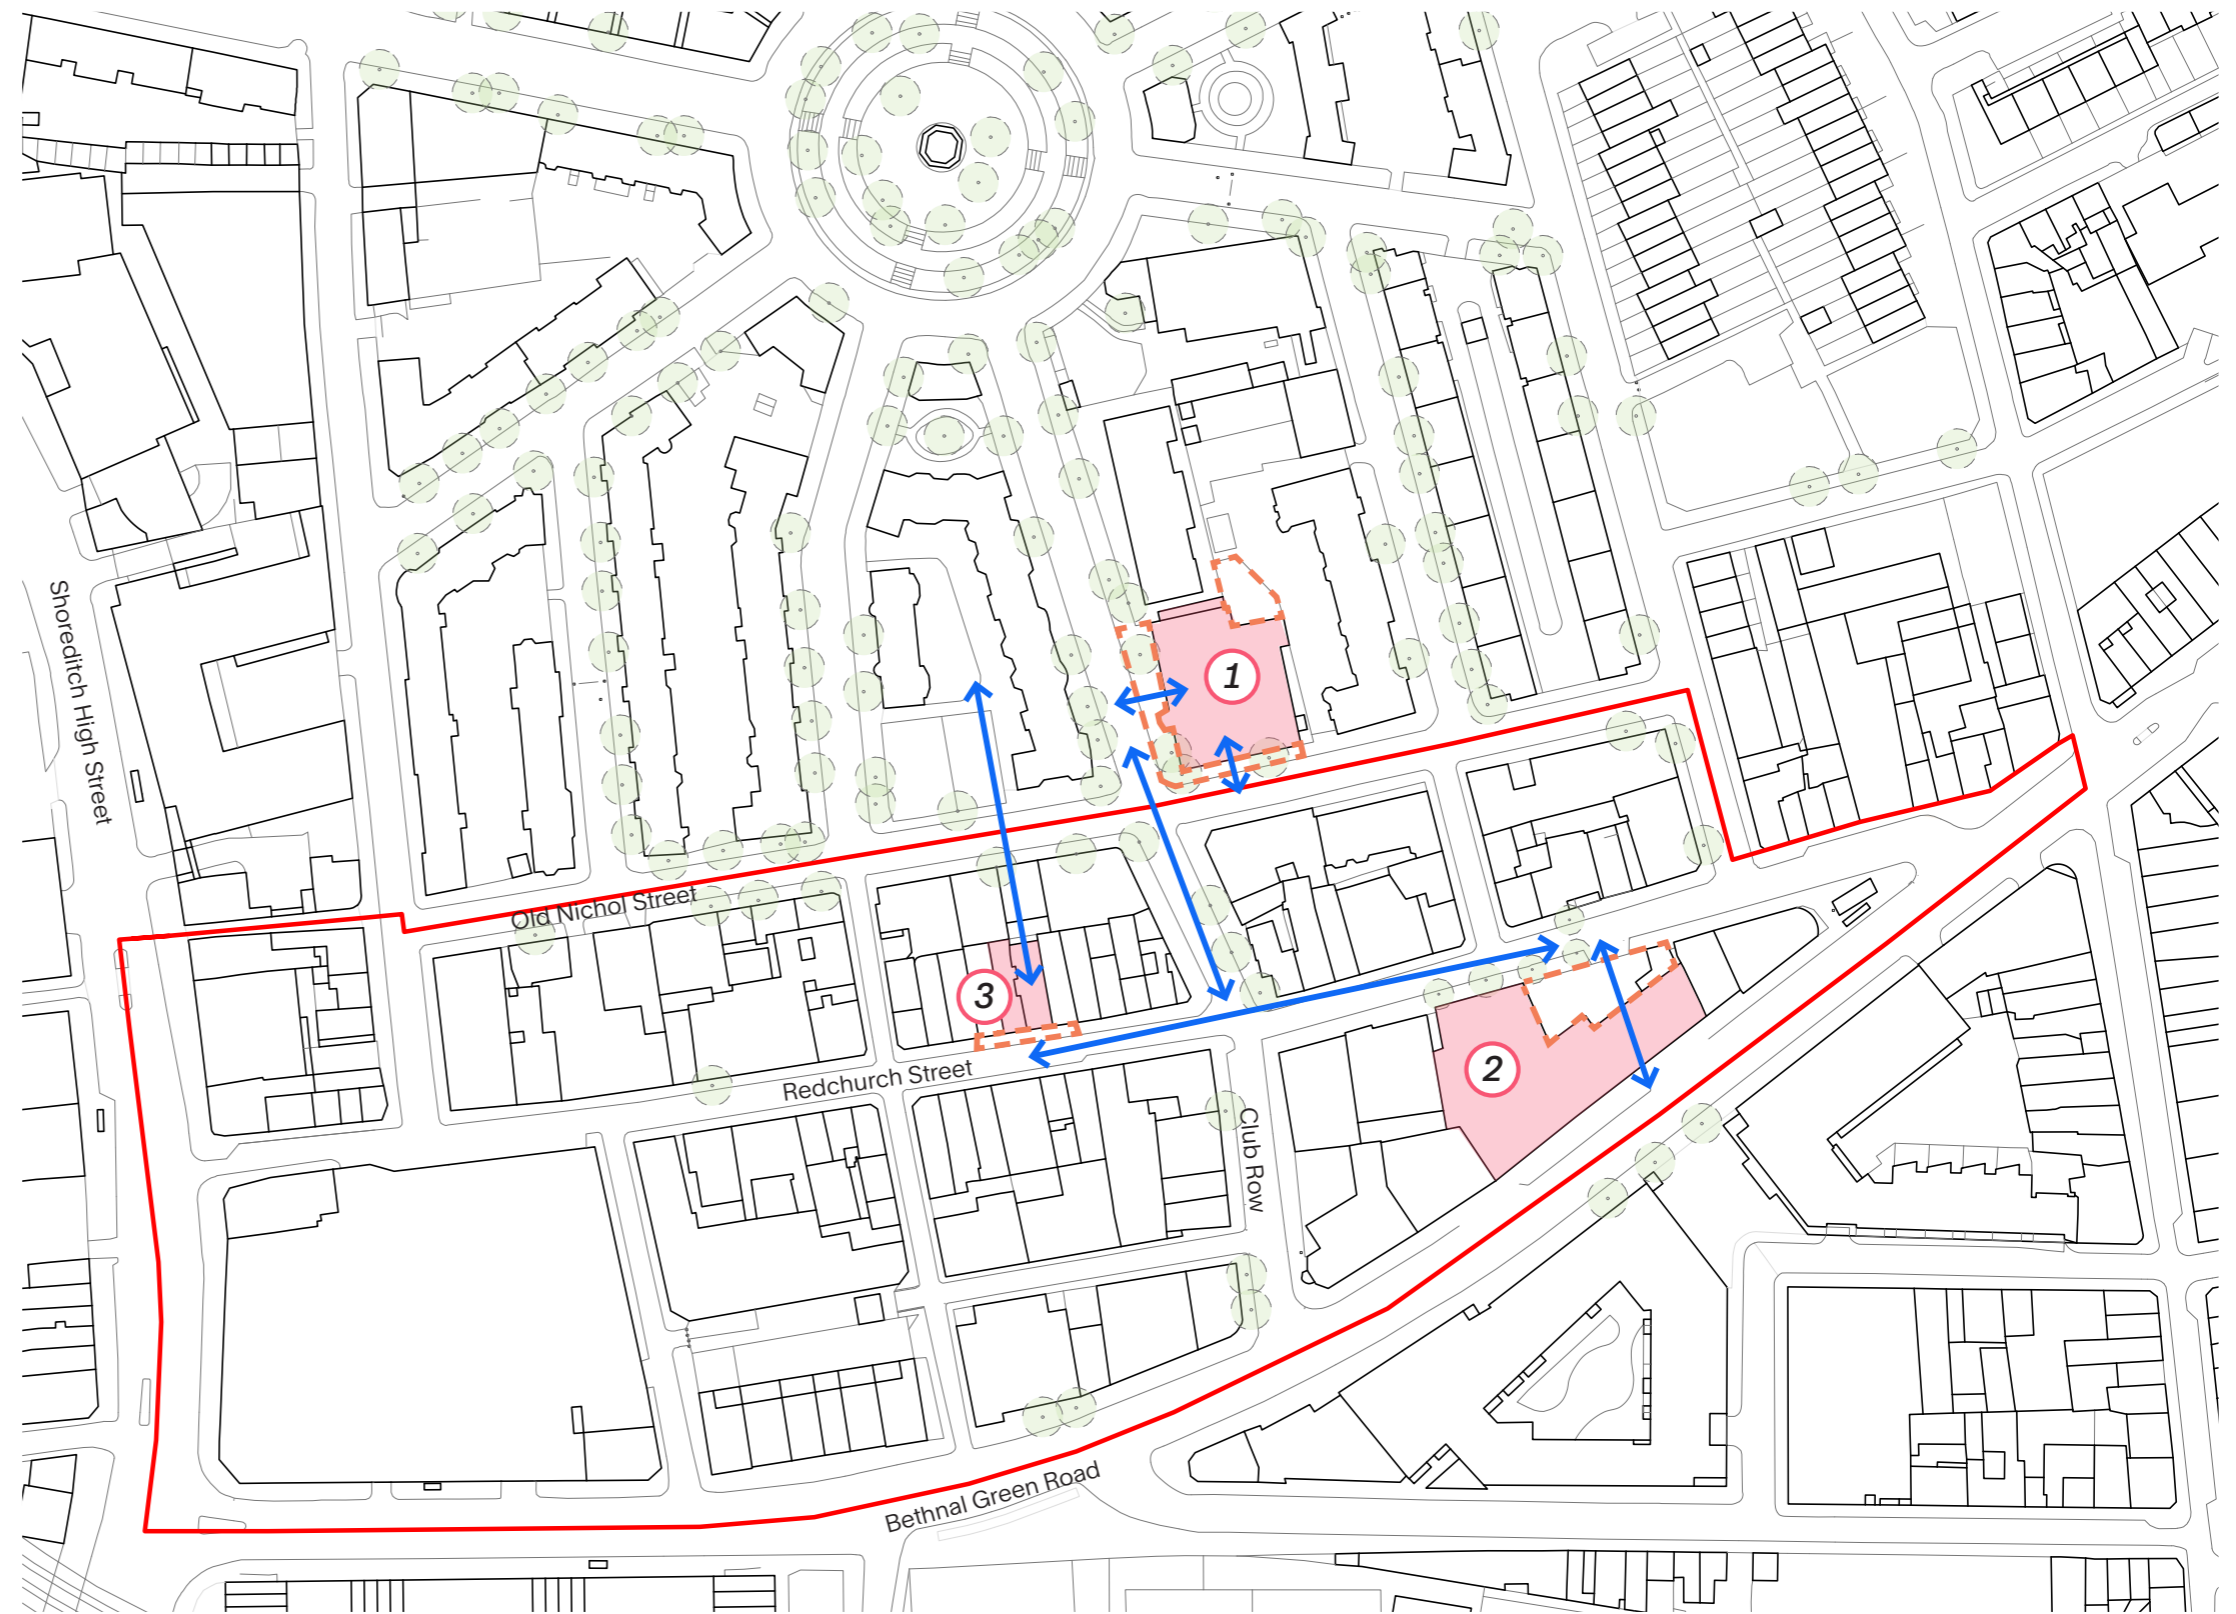 Shoreditch High Street
1
Old Nichol Street
3
2
Redchurch Street
Club Row
Bethnal Green Road